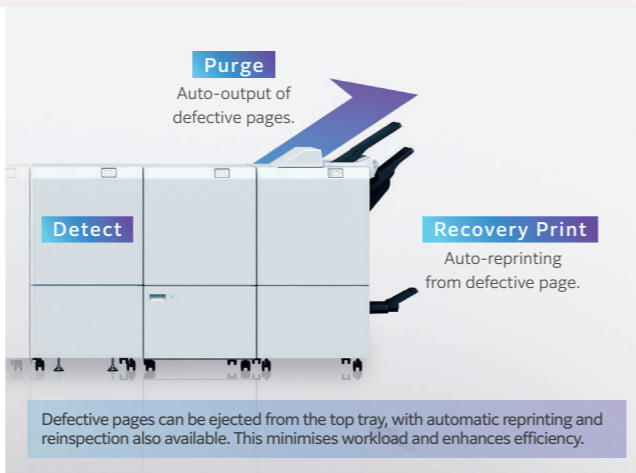 Purge
Auto-output of
defective pages.
Detect
Recovery Print
Auto-reprinting
from defective page.
Defective pages can be ejected from the top tray, with automatic reprinting and
reinspection also available. This minimises workload and enhances efficiency.